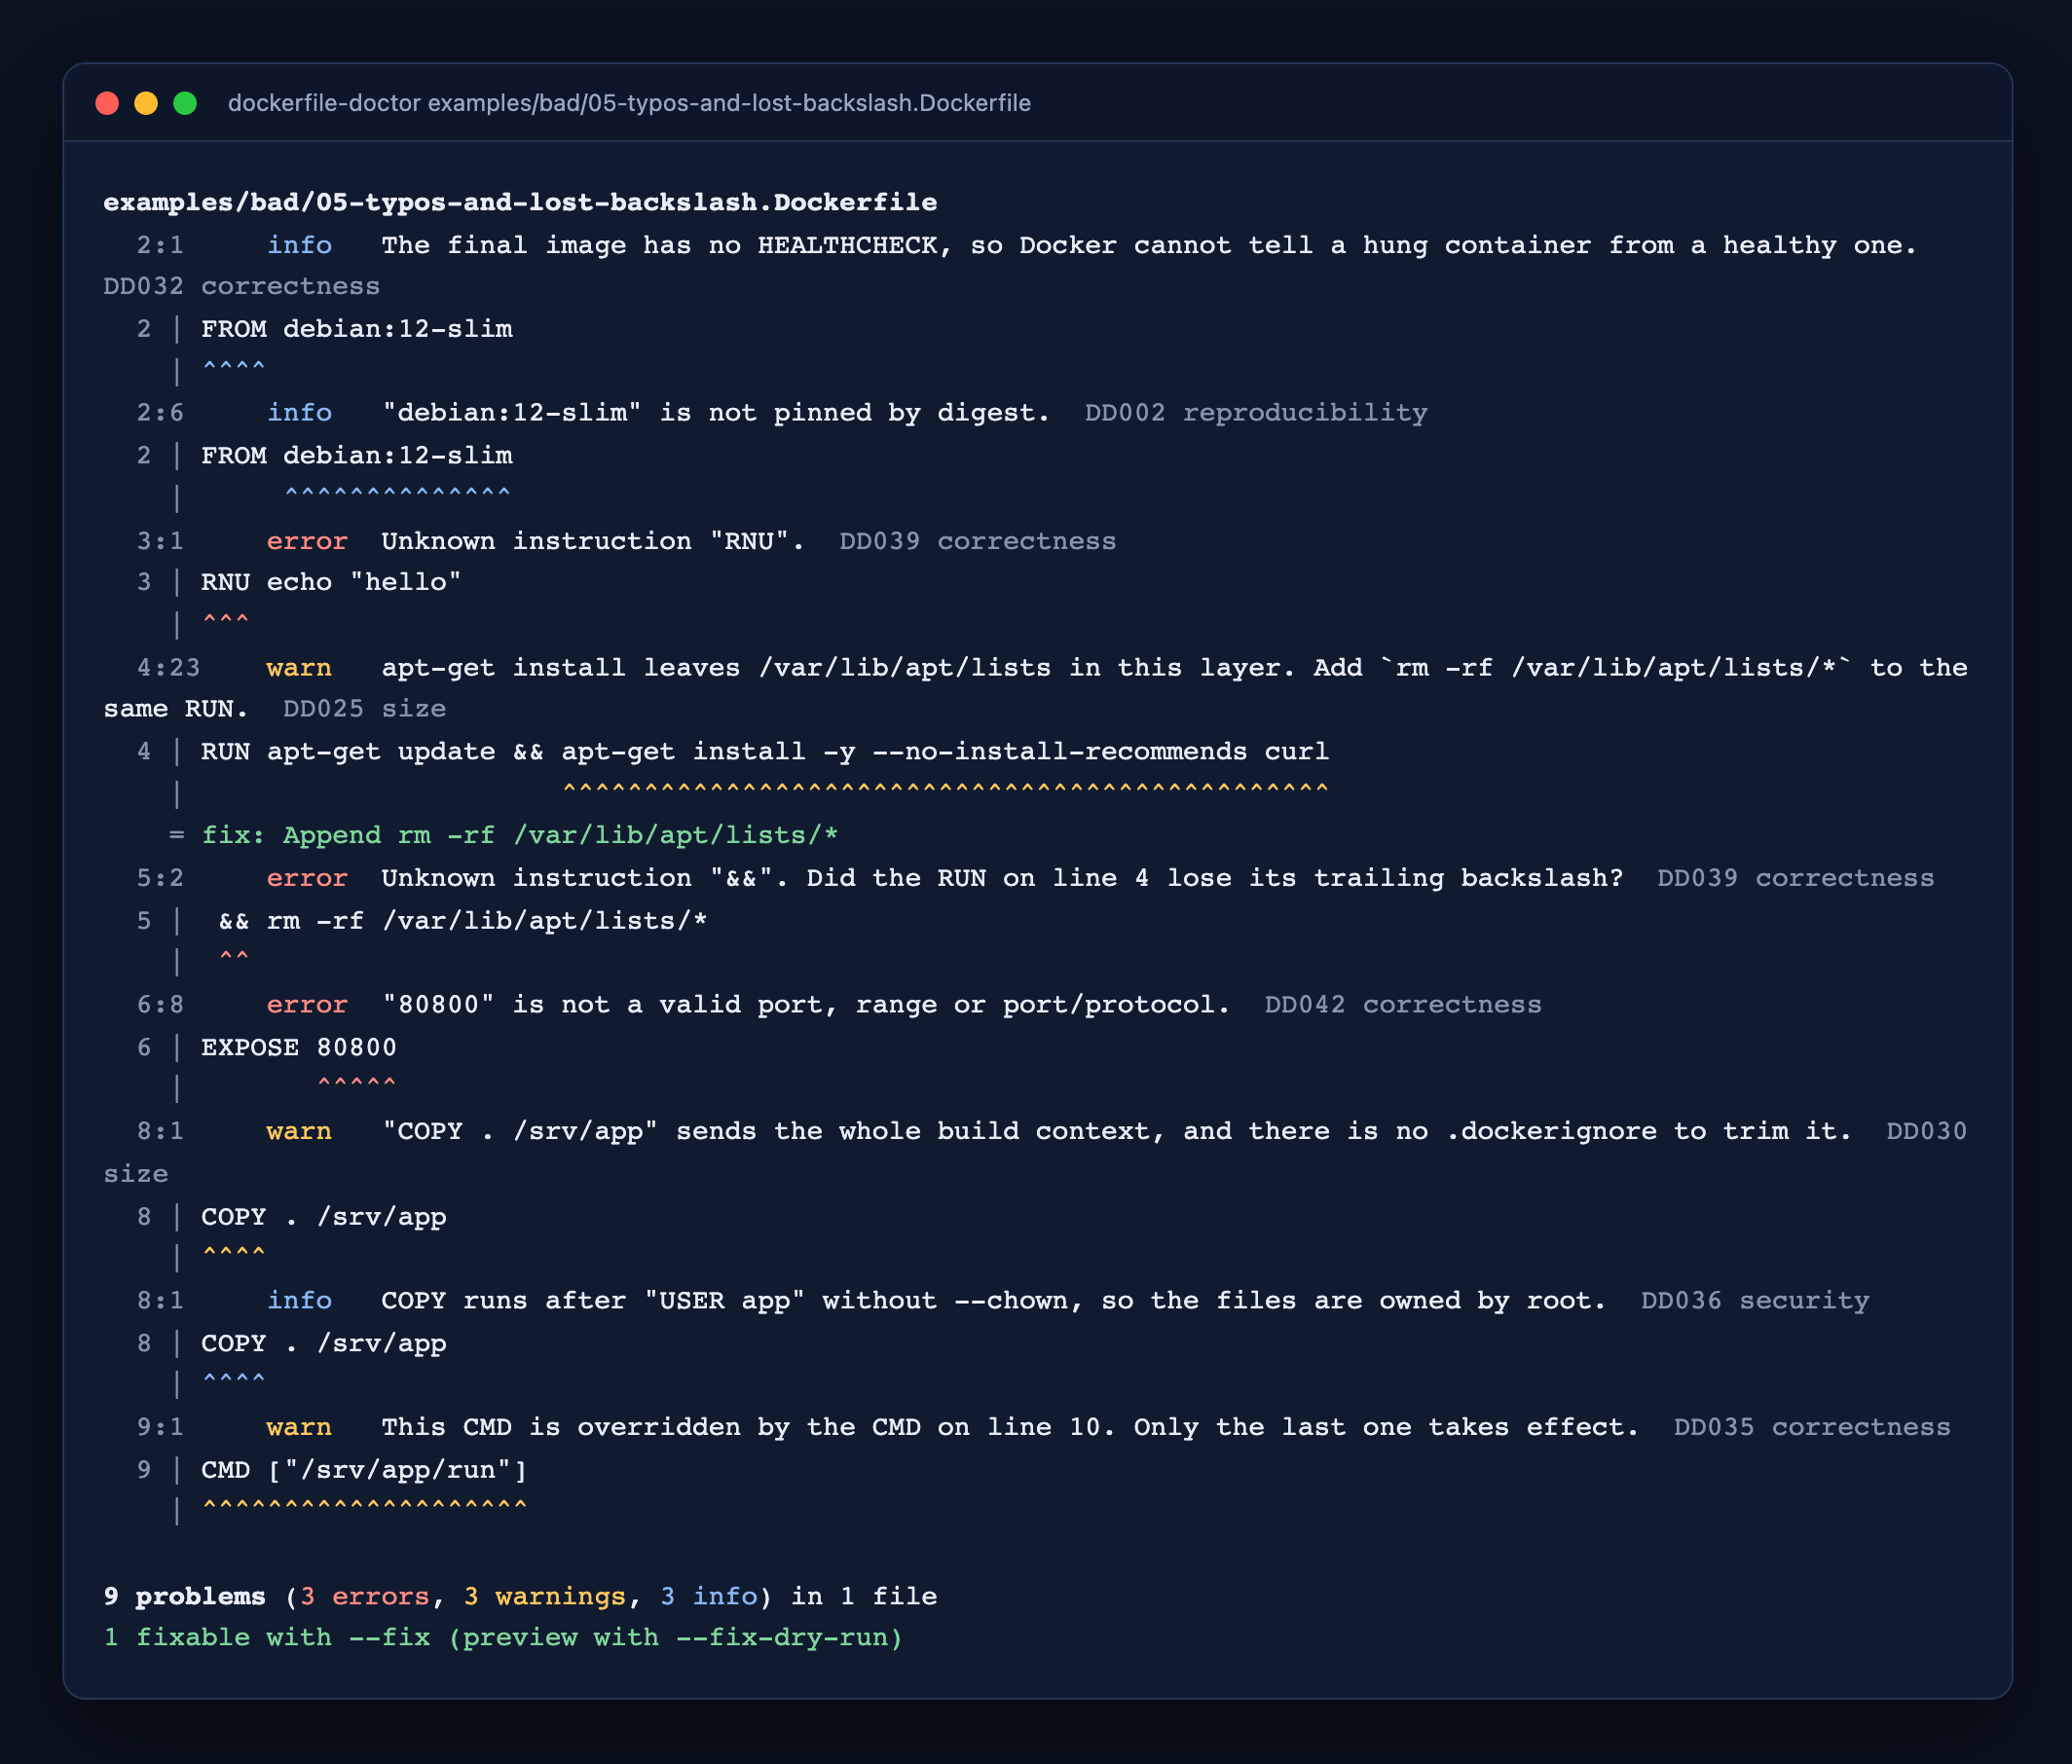 dockerfile-doctor examples/bad/05-typos-and-lost-backslash.Dockerfile
examples/bad/05-typos-and-lost-backslash.Dockerfile
  2:1     info   The final image has no HEALTHCHECK, so Docker cannot tell a hung container from a healthy one.
DD032 correctness
  2 | FROM debian:12-slim
    | ^^^^
  2:6     info   "debian:12-slim" is not pinned by digest.  DD002 reproducibility
  2 | FROM debian:12-slim
    |      ^^^^^^^^^^^^^^
  3:1     error  Unknown instruction "RNU".  DD039 correctness
  3 | RNU echo "hello"
    | ^^^
  4:23    warn   apt-get install leaves /var/lib/apt/lists in this layer. Add `rm -rf /var/lib/apt/lists/*` to the
same RUN.  DD025 size
  4 | RUN apt-get update && apt-get install -y --no-install-recommends curl
    |                       ^^^^^^^^^^^^^^^^^^^^^^^^^^^^^^^^^^^^^^^^^^^^^^^
    = fix: Append rm -rf /var/lib/apt/lists/*
  5:2     error  Unknown instruction "&&". Did the RUN on line 4 lose its trailing backslash?  DD039 correctness
  5 |  && rm -rf /var/lib/apt/lists/*
    |  ^^
  6:8     error  "80800" is not a valid port, range or port/protocol.  DD042 correctness
  6 | EXPOSE 80800
    |        ^^^^^
  8:1     warn   "COPY . /srv/app" sends the whole build context, and there is no .dockerignore to trim it.  DD030
size
  8 | COPY . /srv/app
    | ^^^^
  8:1     info   COPY runs after "USER app" without --chown, so the files are owned by root.  DD036 security
  8 | COPY . /srv/app
    | ^^^^
  9:1     warn   This CMD is overridden by the CMD on line 10. Only the last one takes effect.  DD035 correctness
  9 | CMD ["/srv/app/run"]
    | ^^^^^^^^^^^^^^^^^^^^
9 problems (3 errors, 3 warnings, 3 info) in 1 file
1 fixable with --fix (preview with --fix-dry-run)